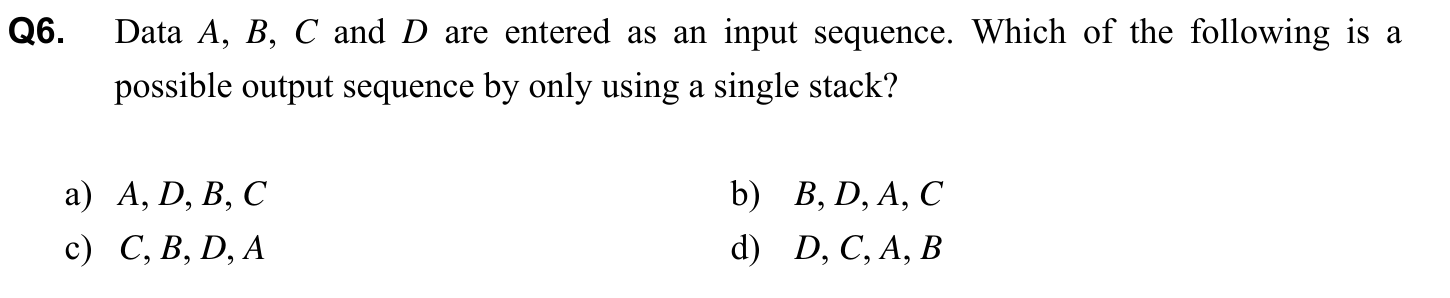 Q6. Data A, B, C and D are entered as an input sequence. Which of the following is a
possible output sequence by only using a single stack?
a) A, D, B, C b) B, D, A, C
c) C, B, D, A d) D, C, A, B